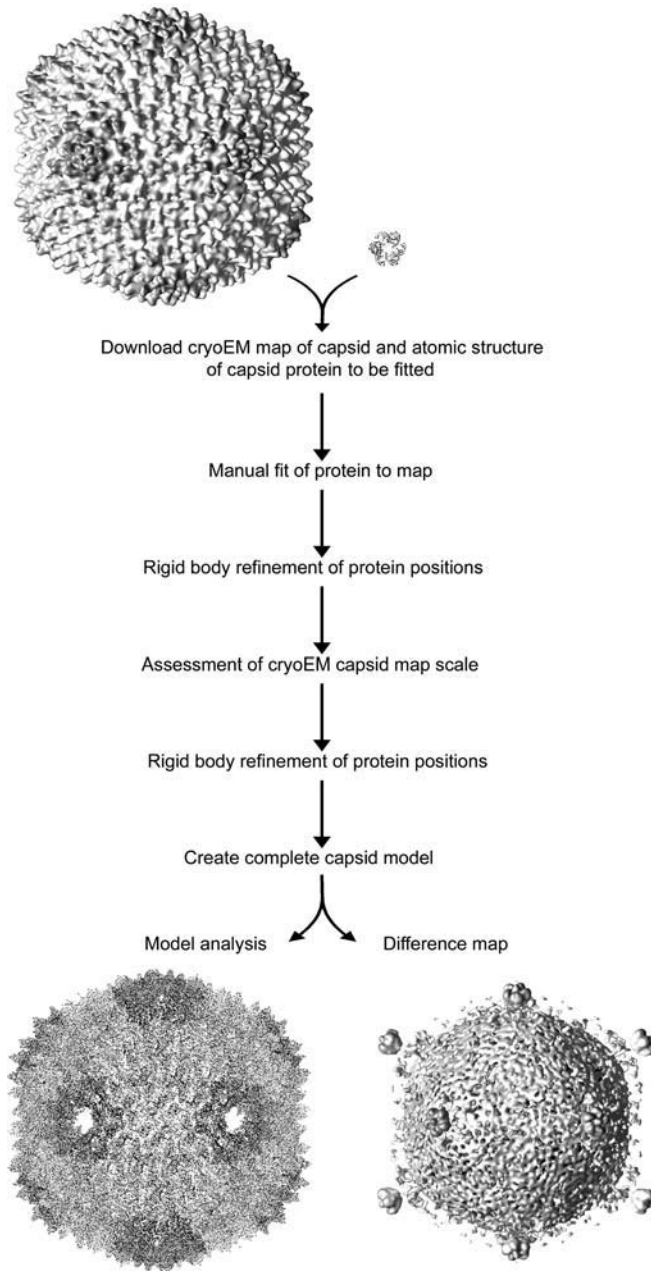 Download cryoEM map of capsid and atomic structure
of capsid protein to be fitted
Manual fit of protein to map
Rigid body refinement of protein positions
Assessment of cryoEM capsid map scale
Rigid body refinement of protein positions
Create complete capsid model
Model analysis
Difference map